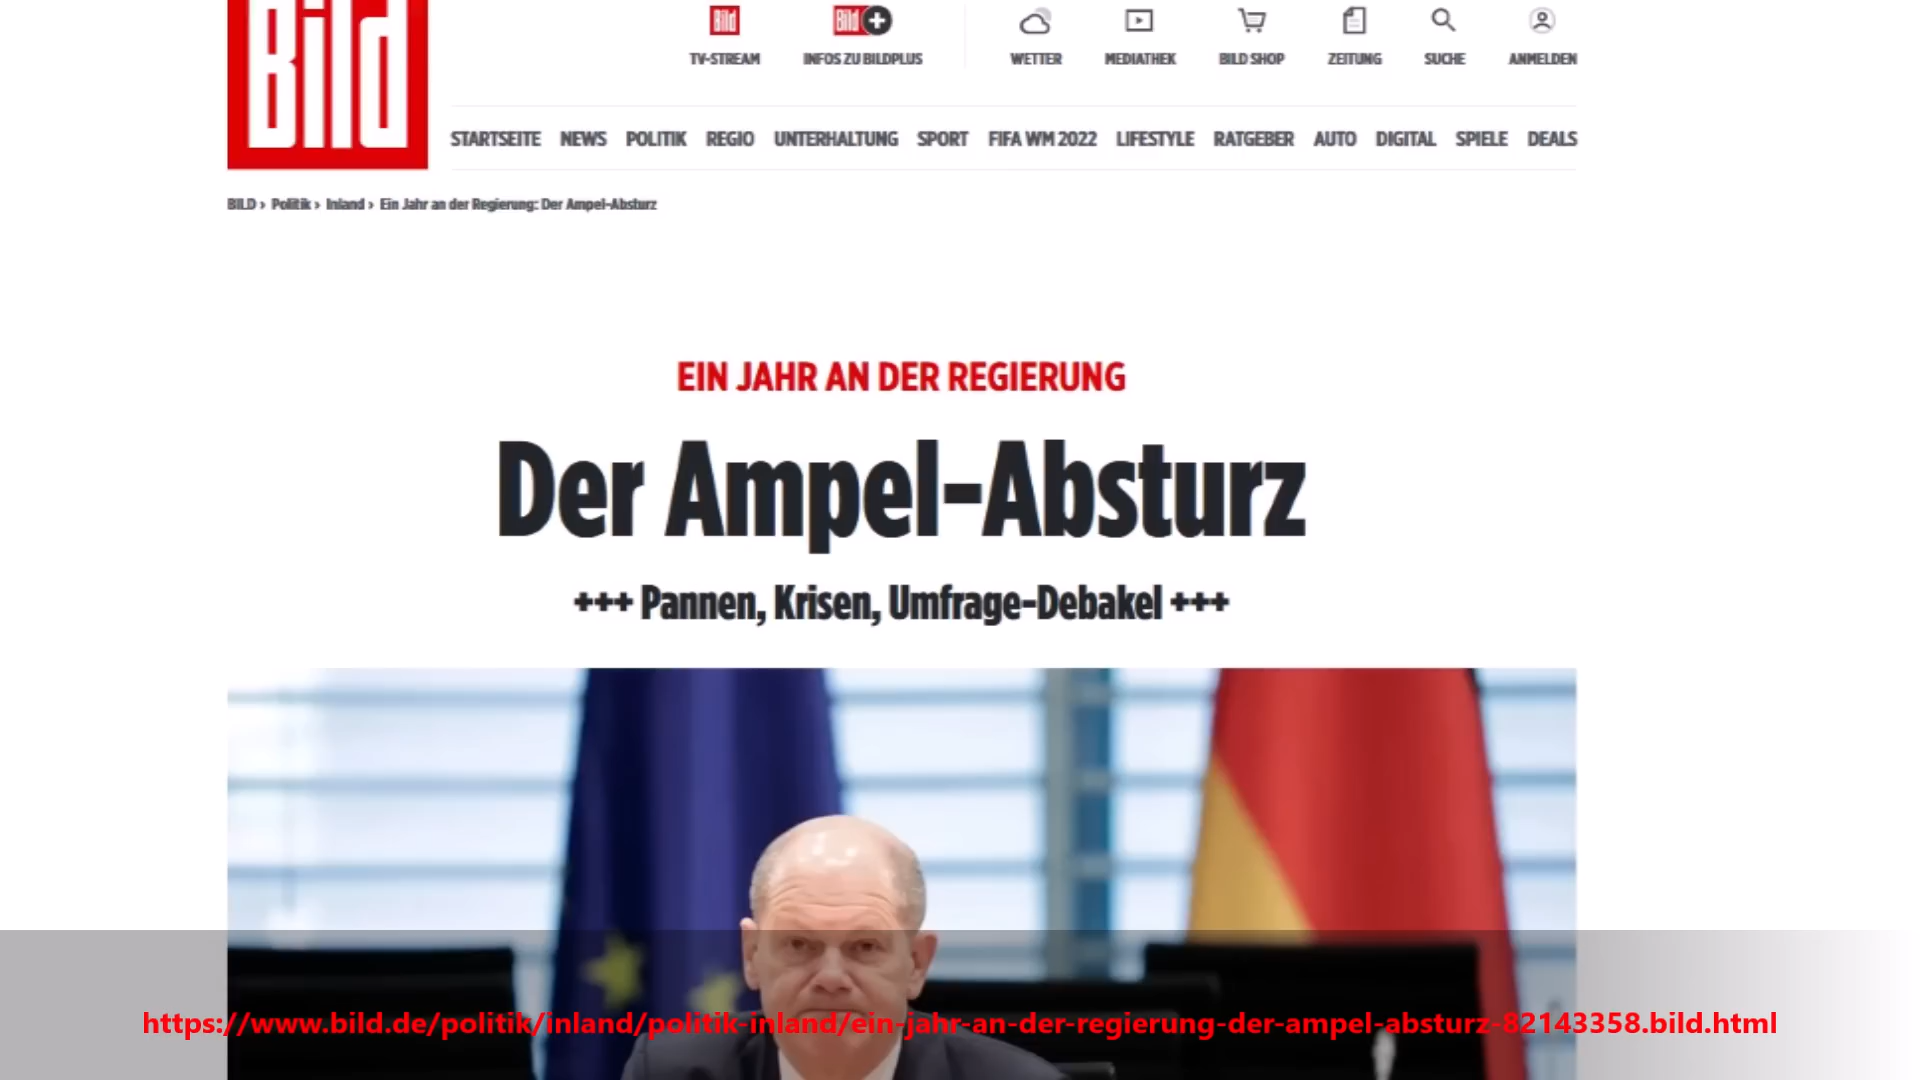 Bild
Bild
Bild+
TV-STREAM
INFOS ZU BILDPLUS
WETTER
MEDIATHEK
BILD SHOP
ZEITUNG
SUCHE
ANMELDEN
STARTSEITE NEWS POLITIK REGIO UNTERHALTUNG SPORT FIFA WM 2022 LIFESTYLE RATGEBER AUTO DIGITAL SPIELE DEALS
BILD › Politik › Inland › Ein Jahr an der Regierung: Der Ampel-Absturz
EIN JAHR AN DER REGIERUNG
Der Ampel-Absturz
+++ Pannen, Krisen, Umfrage-Debakel +++
https://www.bild.de/politik/inland/politik-inland/ein-jahr-an-der-regierung-der-ampel-absturz-82143358.bild.html